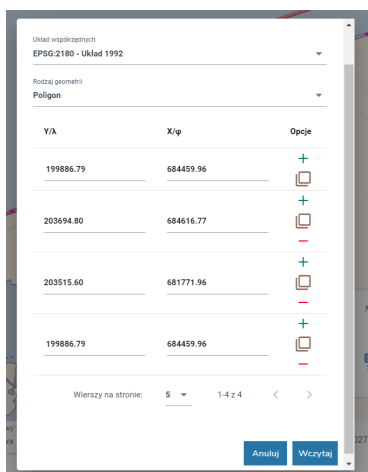 Układ współrzędnych
EPSG:2180 - Układ 1992
Rodzaj geometrii
Poligon
Y/λ X/φ Opcje
199886.79 684459.96
203694.80 684616.77
203515.60 681771.96
199886.79 684459.96
Wierszy na stronie: 5 1-4 z 4
Anuluj Wczytaj
027